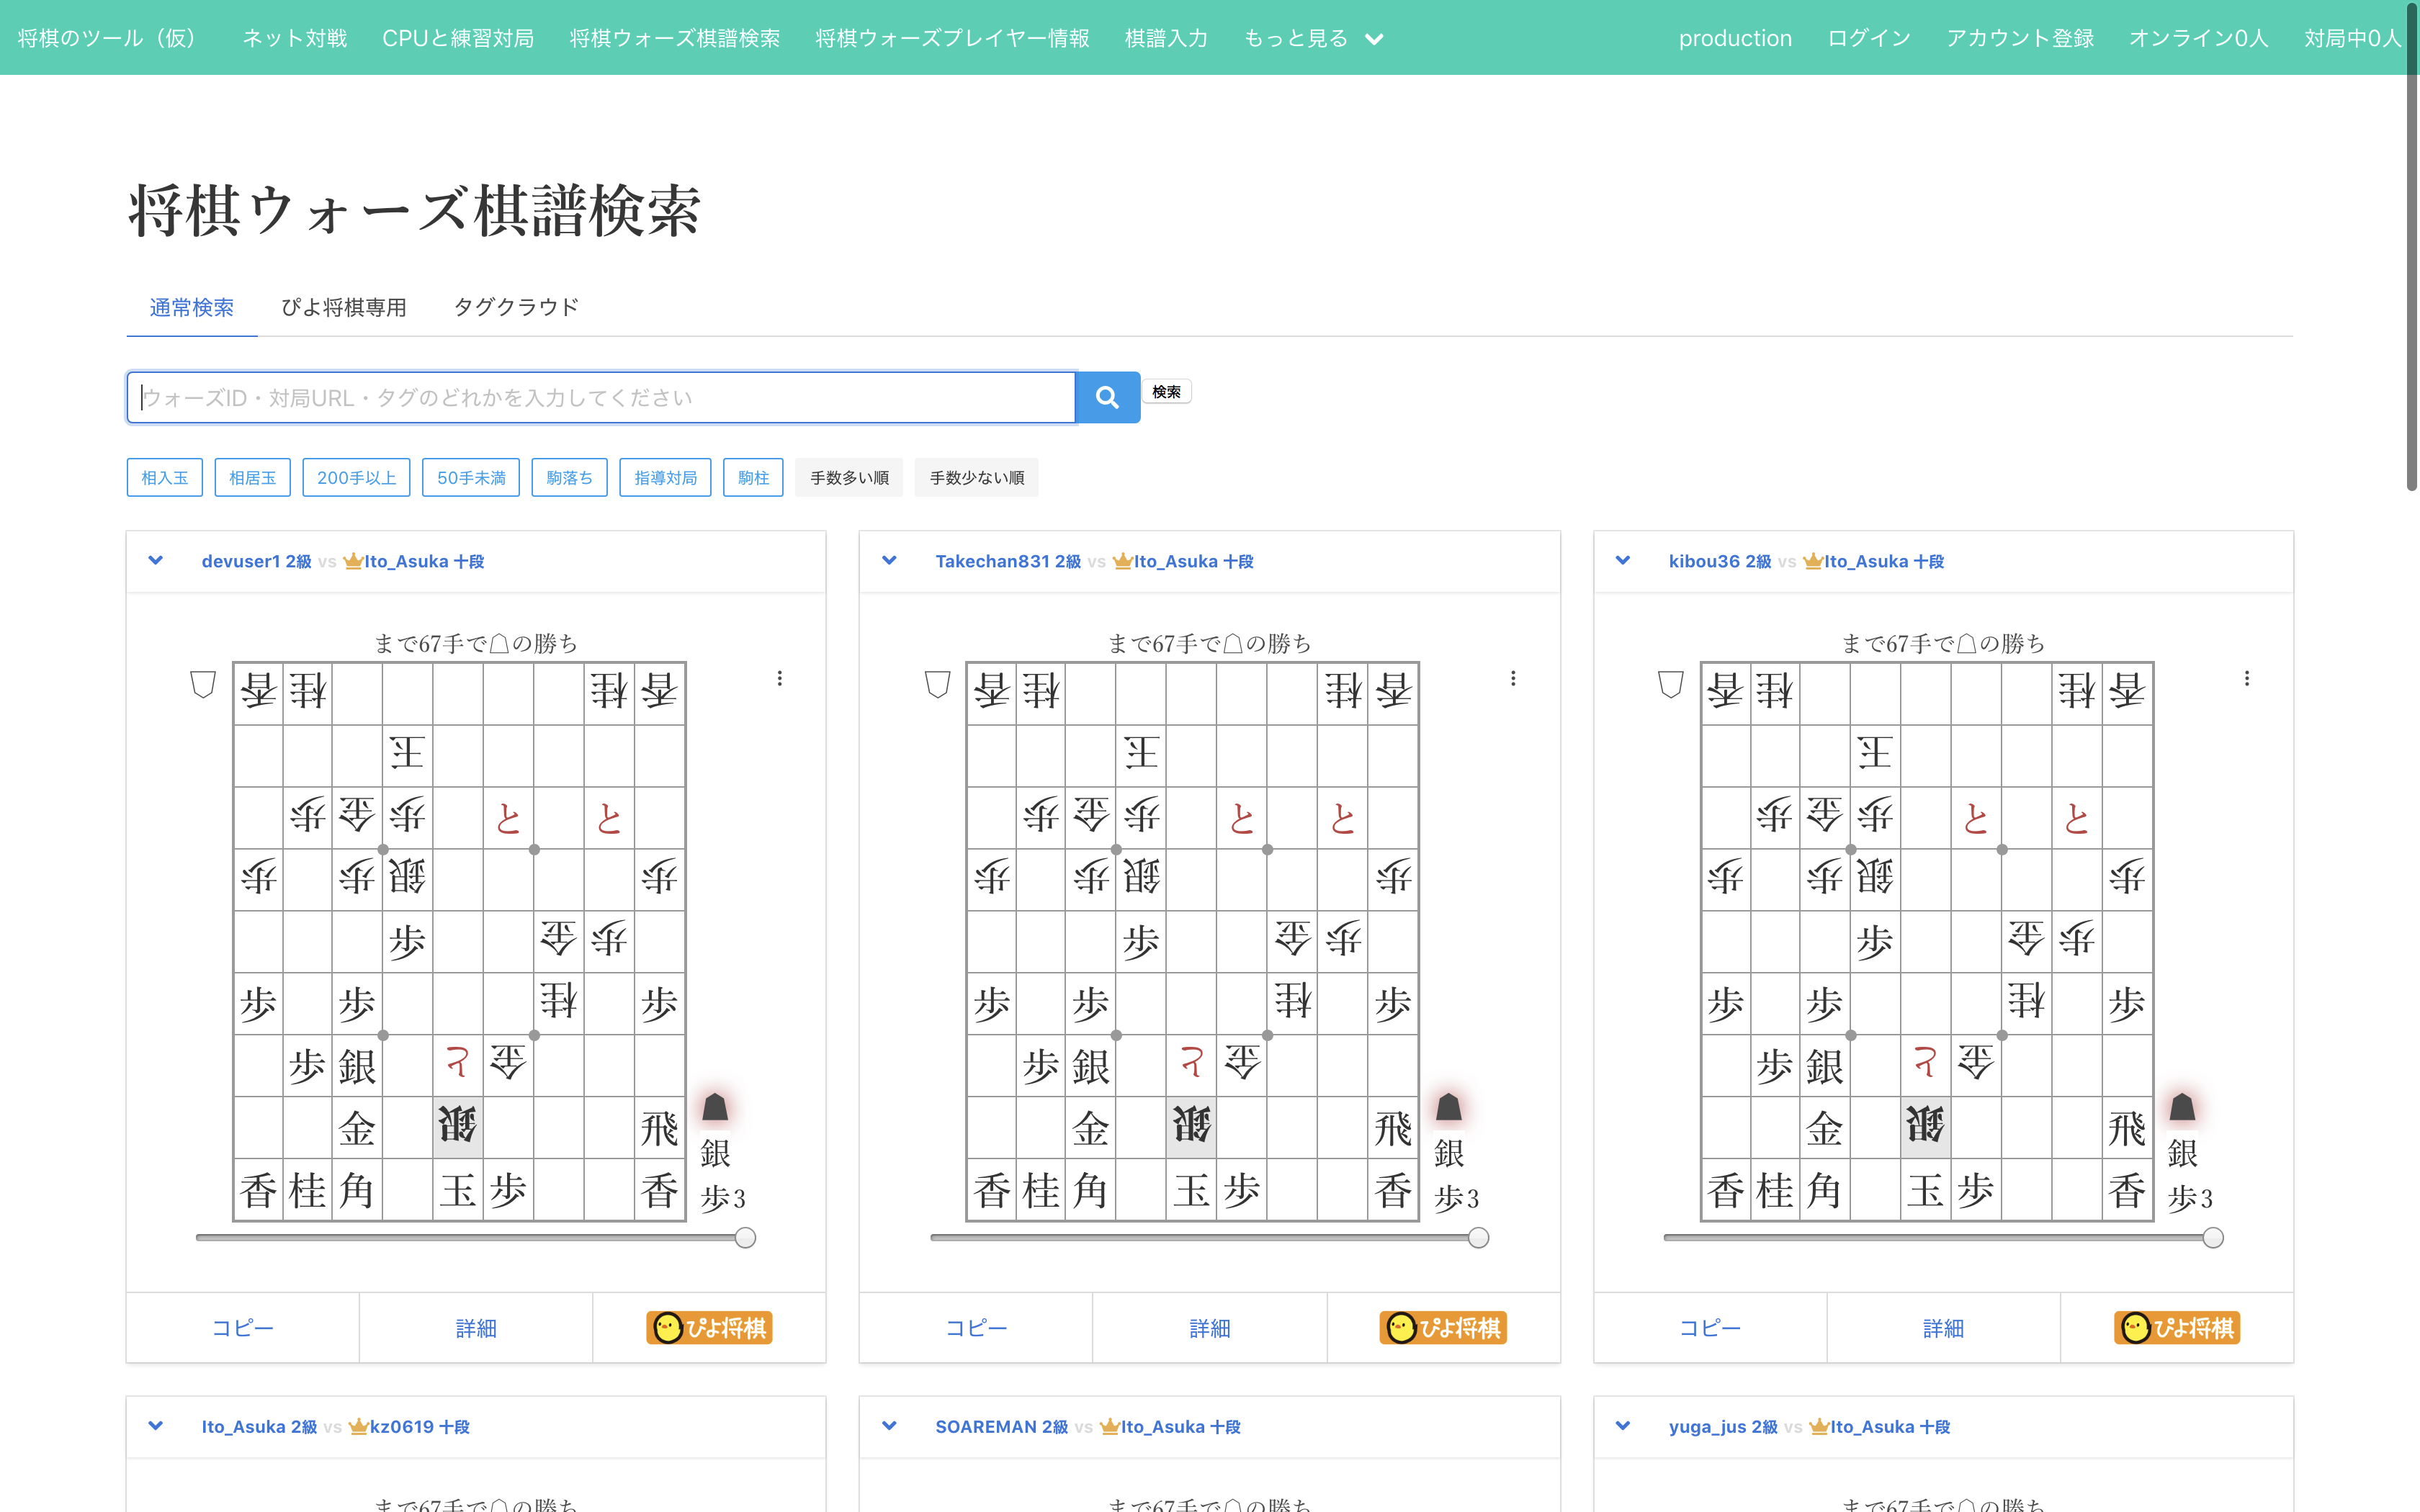 将棋のツール（仮） ネット対戦 CPUと練習対局 将棋ウォーズ棋譜検索 将棋ウォーズプレイヤー情報 棋譜入力 もっと見る production ログイン アカウント登録 オンライン0人 対局中0人
将棋ウォーズ棋譜検索
通常検索 ぴよ将棋専用 タグクラウド
ウォーズID・対局URL・タグのどれかを入力してください 検索
相入玉 相居玉 200手以上 50手未満 駒落ち 指導対局 駒柱 手数多い順 手数少ない順
devuser1 2級 vs Ito_Asuka 十段
まで67手で☖の勝ち
香 桂 桂 香
王
歩 金 歩 と と
歩 歩 銀 歩
歩 金 歩
歩 歩 桂 歩
歩 銀 と 金
金 銀 飛
香 桂 角 玉 歩 香
銀
歩3
コピー 詳細 ぴよ将棋
Takechan831 2級 vs Ito_Asuka 十段
まで67手で☖の勝ち
香 桂 桂 香
王
歩 金 歩 と と
歩 歩 銀 歩
歩 金 歩
歩 歩 桂 歩
歩 銀 と 金
金 銀 飛
香 桂 角 玉 歩 香
銀
歩3
コピー 詳細 ぴよ将棋
kibou36 2級 vs Ito_Asuka 十段
まで67手で☖の勝ち
香 桂 桂 香
王
歩 金 歩 と と
歩 歩 銀 歩
歩 金 歩
歩 歩 桂 歩
歩 銀 と 金
金 銀 飛
香 桂 角 玉 歩 香
銀
歩3
コピー 詳細 ぴよ将棋
Ito_Asuka 2級 vs kz0619 十段
まで67手で☖の勝ち
SOAREMAN 2級 vs Ito_Asuka 十段
まで67手で☖の勝ち
yuga_jus 2級 vs Ito_Asuka 十段
まで67手で☖の勝ち